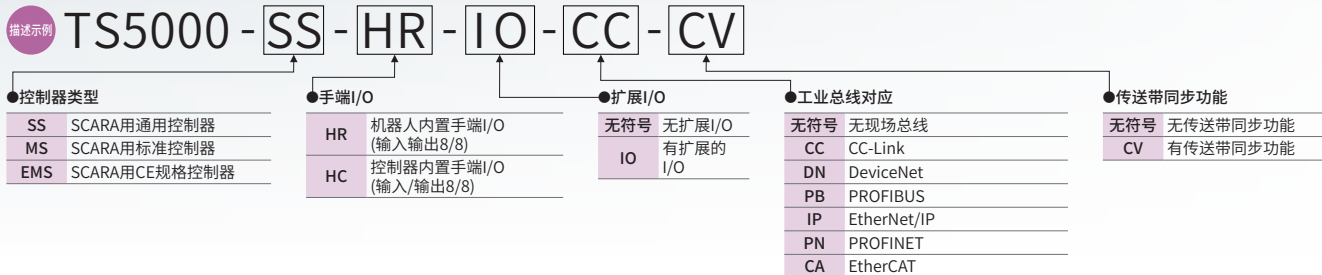 描述示例 TS5000-SS-HR-IO-CC-CV
●控制器类型
SS SCARA用通用控制器
MS SCARA用标准控制器
EMS SCARA用CE规格控制器
●手端I/O
HR 机器人内置手端I/O
(输入输出8/8)
HC 控制器内置手端I/O
(输入/输出8/8)
●扩展I/O
无符号 无扩展I/O
IO 有扩展的
I/O
●工业总线对应
无符号 无现场总线
CC CC-Link
DN DeviceNet
PB PROFIBUS
IP EtherNet/IP
PN PROFINET
CA EtherCAT
●传送带同步功能
无符号 无传送带同步功能
CV 有传送带同步功能